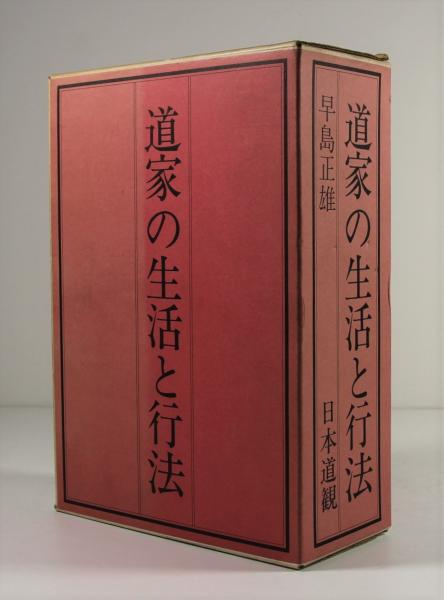 道家の生活と行法
道家の生活と行法
早島正雄
日本道観